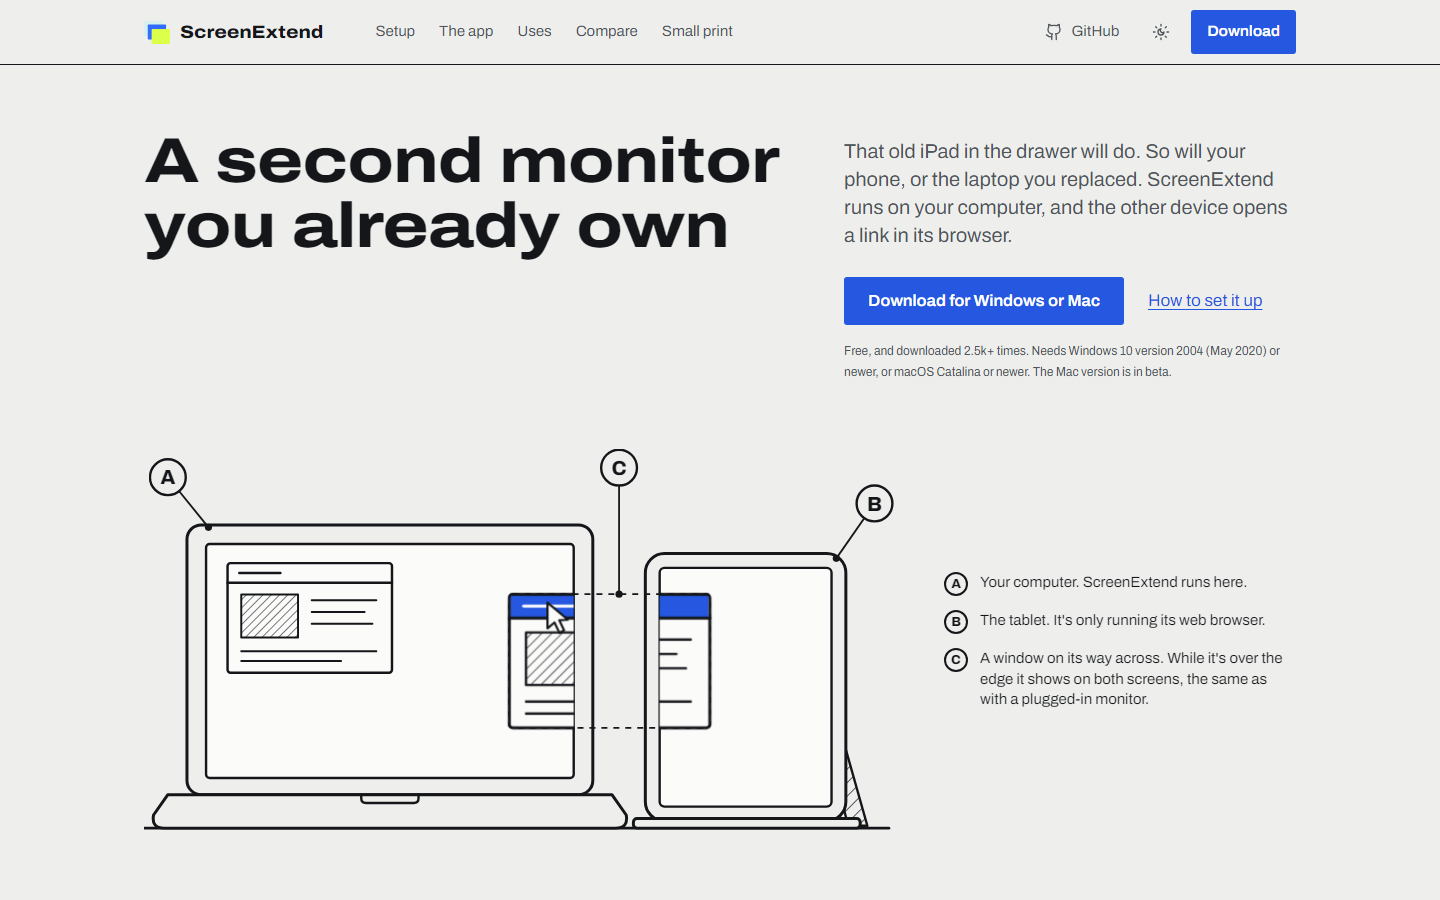 ScreenExtend
Setup
The app
Uses
Compare
Small print
GitHub
Download
A second monitor
you already own
That old iPad in the drawer will do. So will your
phone, or the laptop you replaced. ScreenExtend
runs on your computer, and the other device opens
a link in its browser.
Download for Windows or Mac
How to set it up
Free, and downloaded 2.5k+ times. Needs Windows 10 version 2004 (May 2020) or
newer, or macOS Catalina or newer. The Mac version is in beta.
A
C
B
A Your computer. ScreenExtend runs here.
B The tablet. It's only running its web browser.
C A window on its way across. While it's over the
edge it shows on both screens, the same as
with a plugged-in monitor.